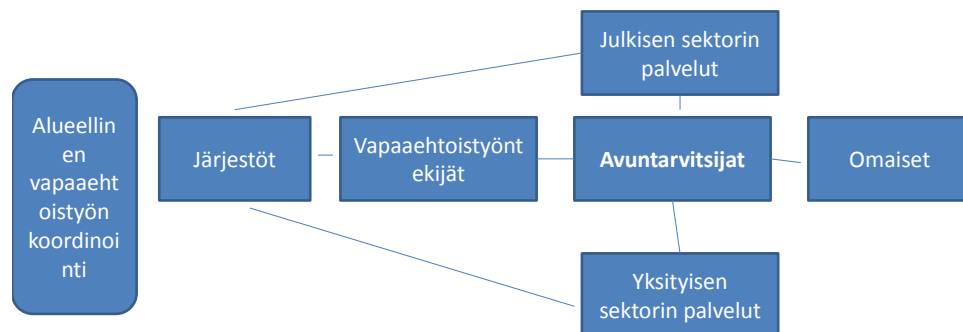 Julkisen sektorin
palvelut
Alueellin
en
vapaaeht
oistyön
koordinoi
nti
Järjestöt
Vapaaehtoistyönt
ekijät
Avuntarvitsijat
Omaiset
Yksityisen
sektorin palvelut